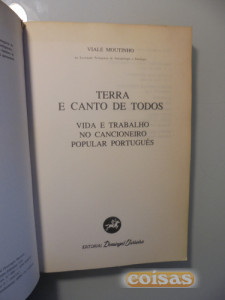 VIALE MOUTINHO
TERRA
E CANTO DE TODOS
VIDA E TRABALHO
NO CANCIONEIRO
POPULAR PORTUGUÊS
EDITORIAL Domingos Barreira
coisas